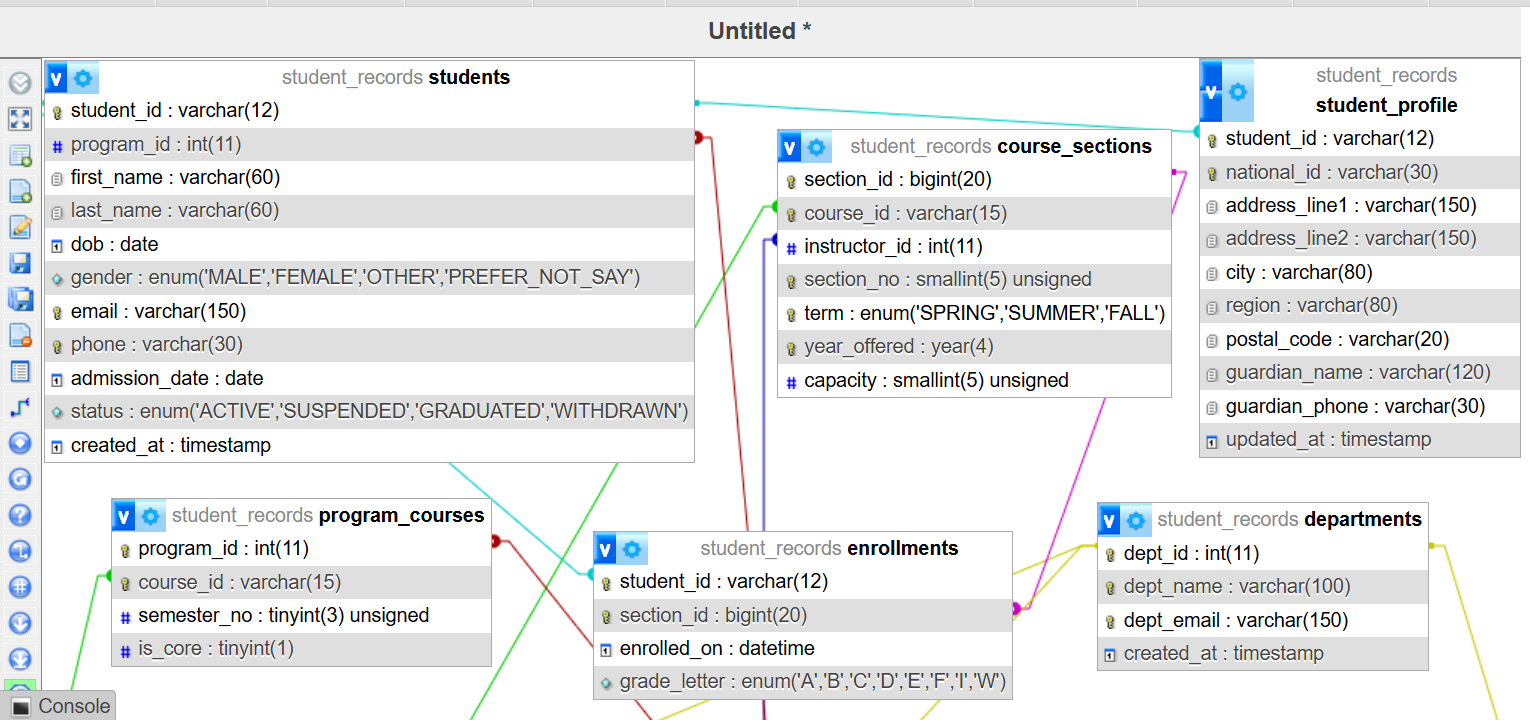 Untitled *
v student_records students
student_id : varchar(12)
# program_id : int(11)
first_name : varchar(60)
last_name : varchar(60)
dob : date
gender : enum('MALE','FEMALE','OTHER','PREFER_NOT_SAY')
email : varchar(150)
phone : varchar(30)
admission_date : date
status : enum('ACTIVE','SUSPENDED','GRADUATED','WITHDRAWN')
created_at : timestamp
v student_records course_sections
section_id : bigint(20)
course_id : varchar(15)
# instructor_id : int(11)
section_no : smallint(5) unsigned
term : enum('SPRING','SUMMER','FALL')
year_offered : year(4)
# capacity : smallint(5) unsigned
v student_records
student_profile
student_id : varchar(12)
national_id : varchar(30)
address_line1 : varchar(150)
address_line2 : varchar(150)
city : varchar(80)
region : varchar(80)
postal_code : varchar(20)
guardian_name : varchar(120)
guardian_phone : varchar(30)
updated_at : timestamp
v student_records program_courses
program_id : int(11)
course_id : varchar(15)
# semester_no : tinyint(3) unsigned
# is_core : tinyint(1)
v student_records enrollments
student_id : varchar(12)
section_id : bigint(20)
enrolled_on : datetime
grade_letter : enum('A','B','C','D','E','F','I','W')
v student_records departments
dept_id : int(11)
dept_name : varchar(100)
dept_email : varchar(150)
created_at : timestamp
Console